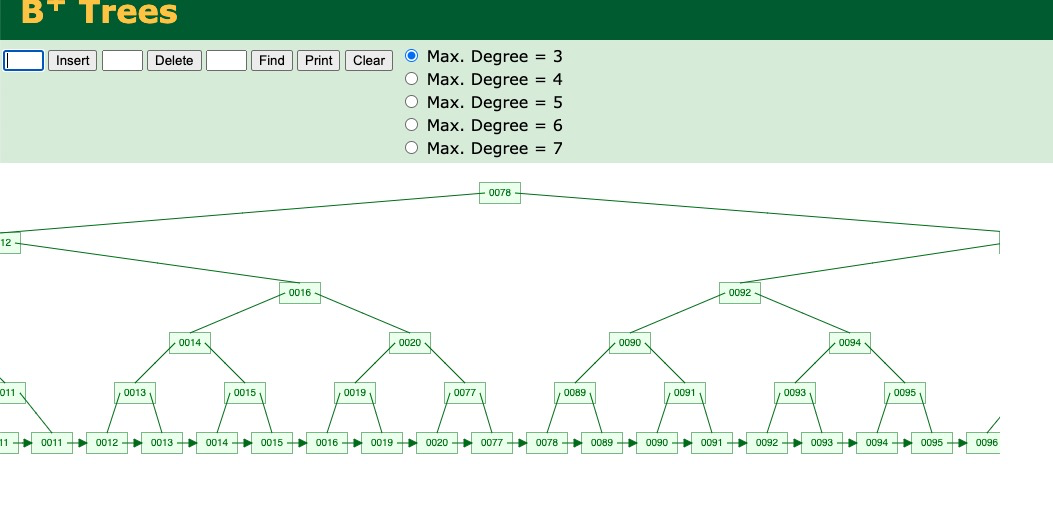 B+ Trees
Insert Delete Find Print Clear
Max. Degree = 3
Max. Degree = 4
Max. Degree = 5
Max. Degree = 6
Max. Degree = 7
0078
12
0016 0092
0014 0020 0090 0094
011 0013 0015 0019 0077 0089 0091 0093 0095
11 0011 0012 0013 0014 0015 0016 0019 0020 0077 0078 0089 0090 0091 0092 0093 0094 0095 0096